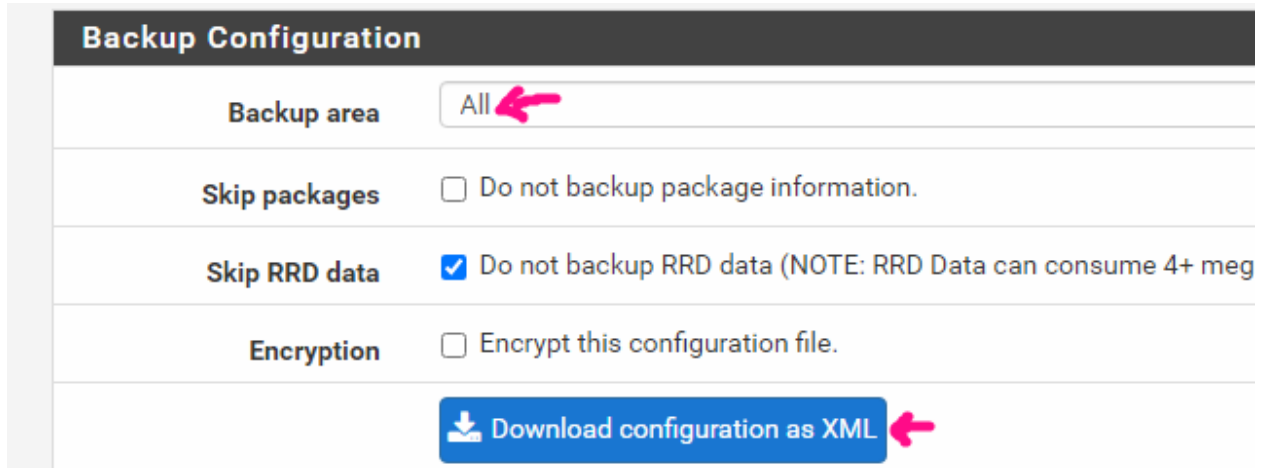 Backup Configuration
Backup area All
Skip packages Do not backup package information.
Skip RRD data Do not backup RRD data (NOTE: RRD Data can consume 4+ meg
Encryption Encrypt this configuration file.
Download configuration as XML